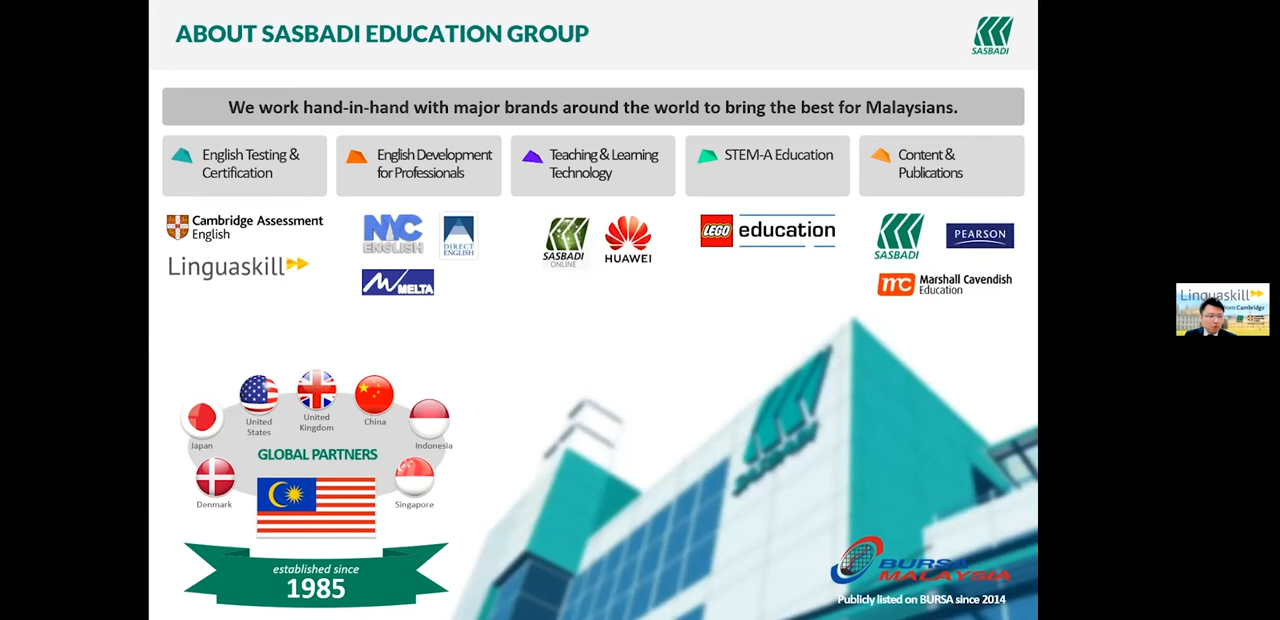 ABOUT SASBADI EDUCATION GROUP
SASBADI
We work hand-in-hand with major brands around the world to bring the best for Malaysians.
English Testing &
Certification
English Development
for Professionals
Teaching & Learning
Technology
STEM-A Education
Content &
Publications
Cambridge Assessment
English
Linguaskill
NYC
ENGLISH
DIRECT
ENGLISH
MELTA
SASBADI
ONLINE
HUAWEI
LEGO education
SASBADI
PEARSON
mc Marshall Cavendish
Education
Linguaskill
from Cambridge
Japan
United
States
United
Kingdom
China
Indonesia
GLOBAL PARTNERS
Denmark
Singapore
established since
1985
SASBADI
BURSA
MALAYSIA
Publicly listed on BURSA since 2014